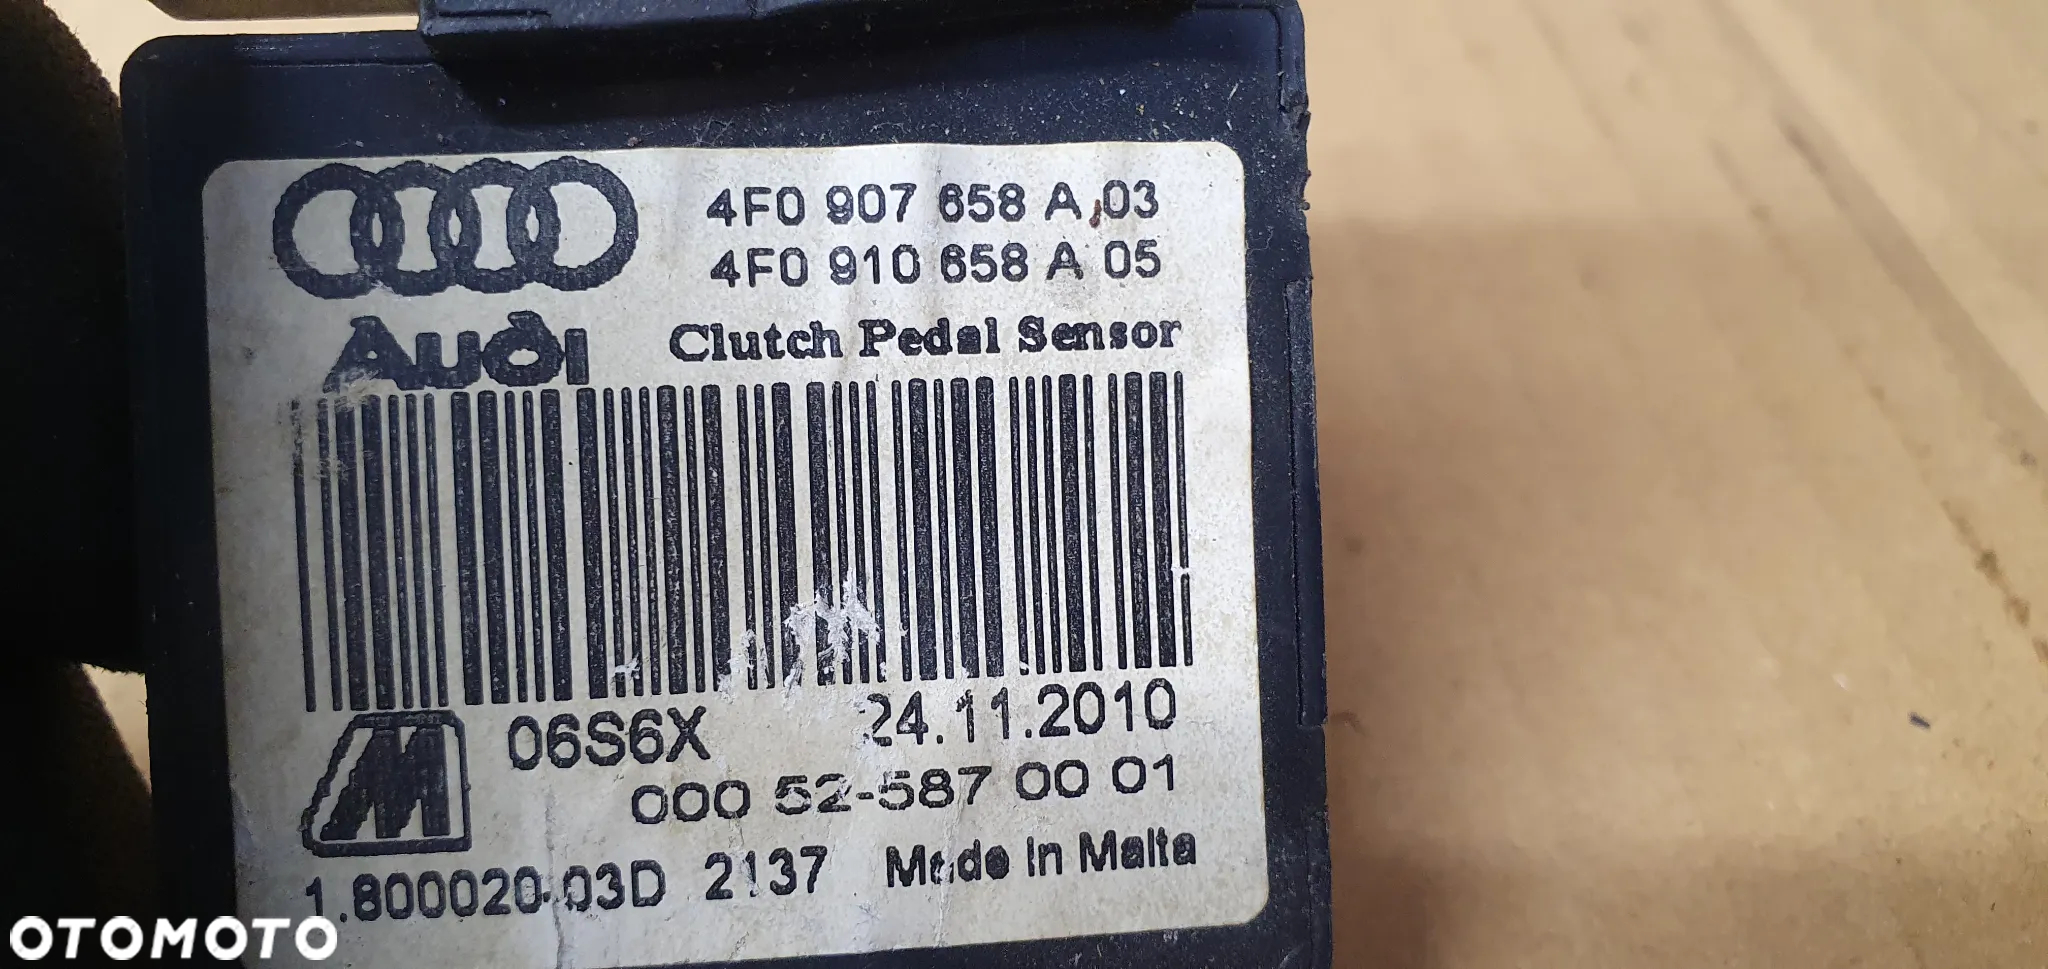 4F0 907 658 A 03
4F0 910 658 A 05
Audi
Clutch Pedal Sensor
M
06S6X
24.11.2010
000 52-587 00 01
1.800020.03D 2137 Made In Malta
OTOMOTO